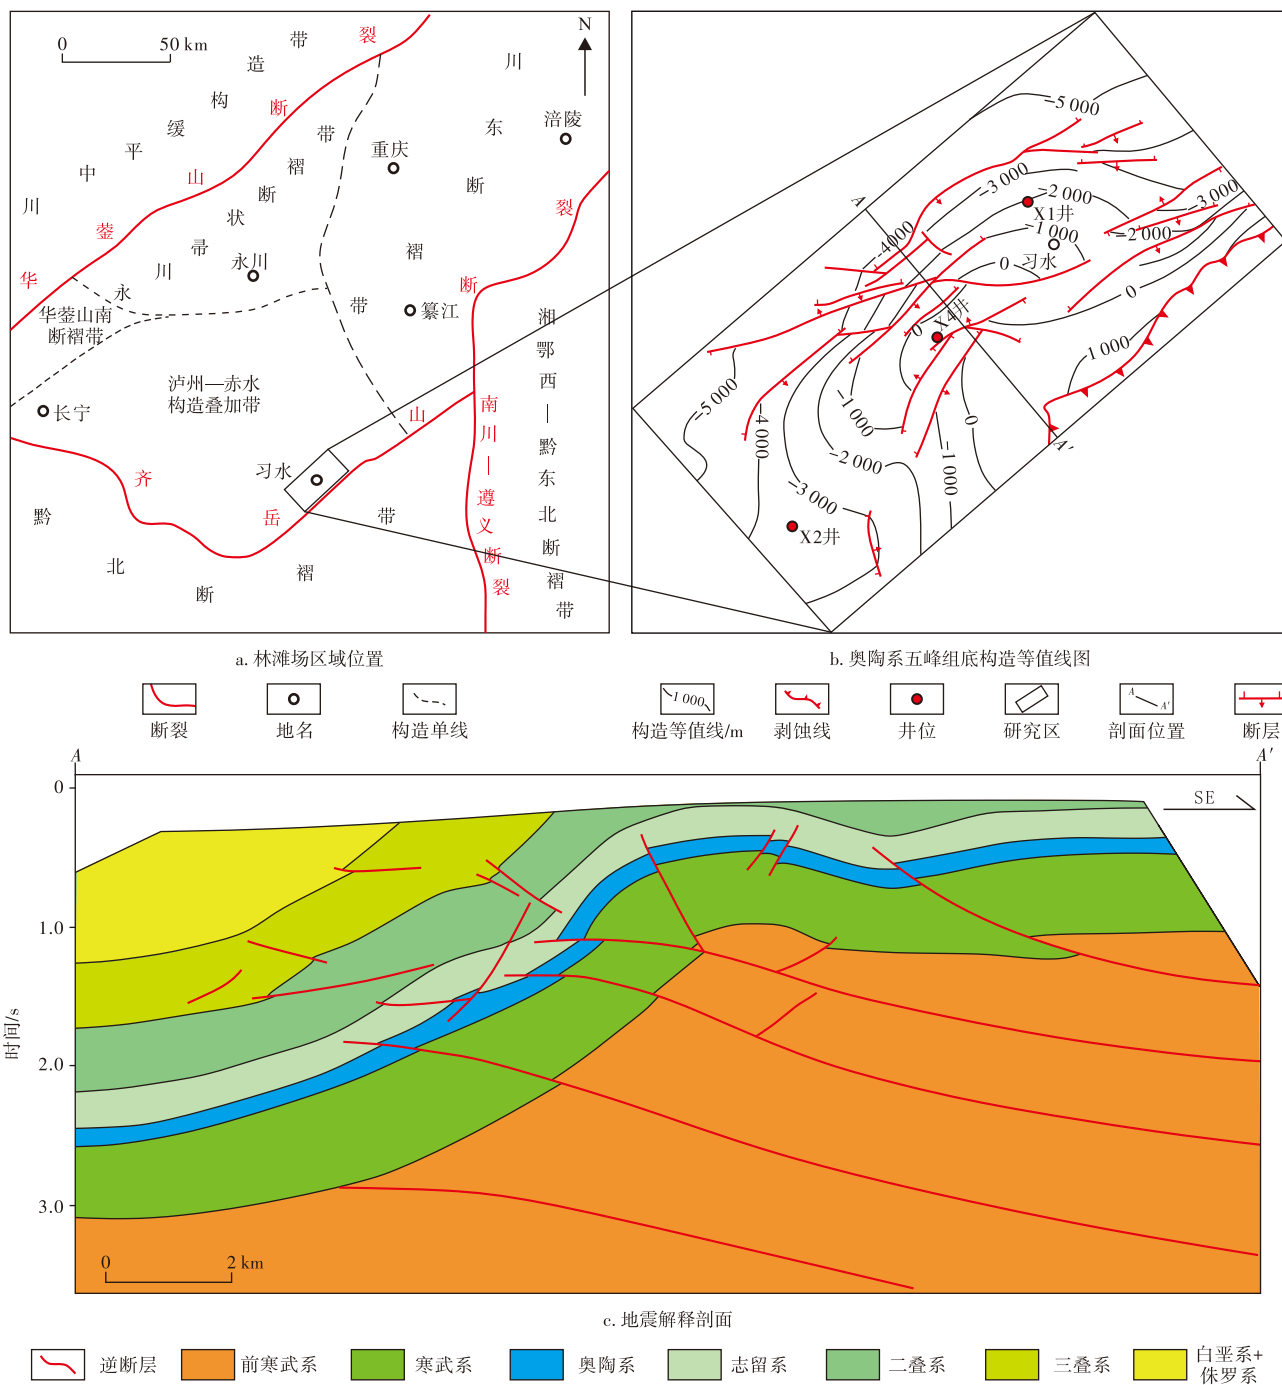 0 50 km
N
川中平缓构造带
华蓥山断裂
永川帚状断褶带
川东断褶带
涪陵
重庆
永川
綦江
华蓥山南
断褶带
泸州—赤水
构造叠加带
长宁
习水
齐岳山断裂
南川—遵义断裂
湘鄂西—黔东北断褶带
黔北断褶带
a. 林滩场区域位置
-5 000
-3 000
-2 000
-3 000
X1井
-1 000
-2 000
A
-4000
习水
0
0
X4井
0
1 000
-5 000
-4 000
-1 000
0
-2 000
-1 000
A′
-3 000
X2井
b. 奥陶系五峰组底构造等值线图
断裂
地名
构造单线
1 000
构造等值线/m
剥蚀线
井位
研究区
A
A′
剖面位置
断层
A
A′
0
1.0
2.0
3.0
时间/s
SE
0 2 km
c. 地震解释剖面
逆断层
前寒武系
寒武系
奥陶系
志留系
二叠系
三叠系
白垩系+
侏罗系